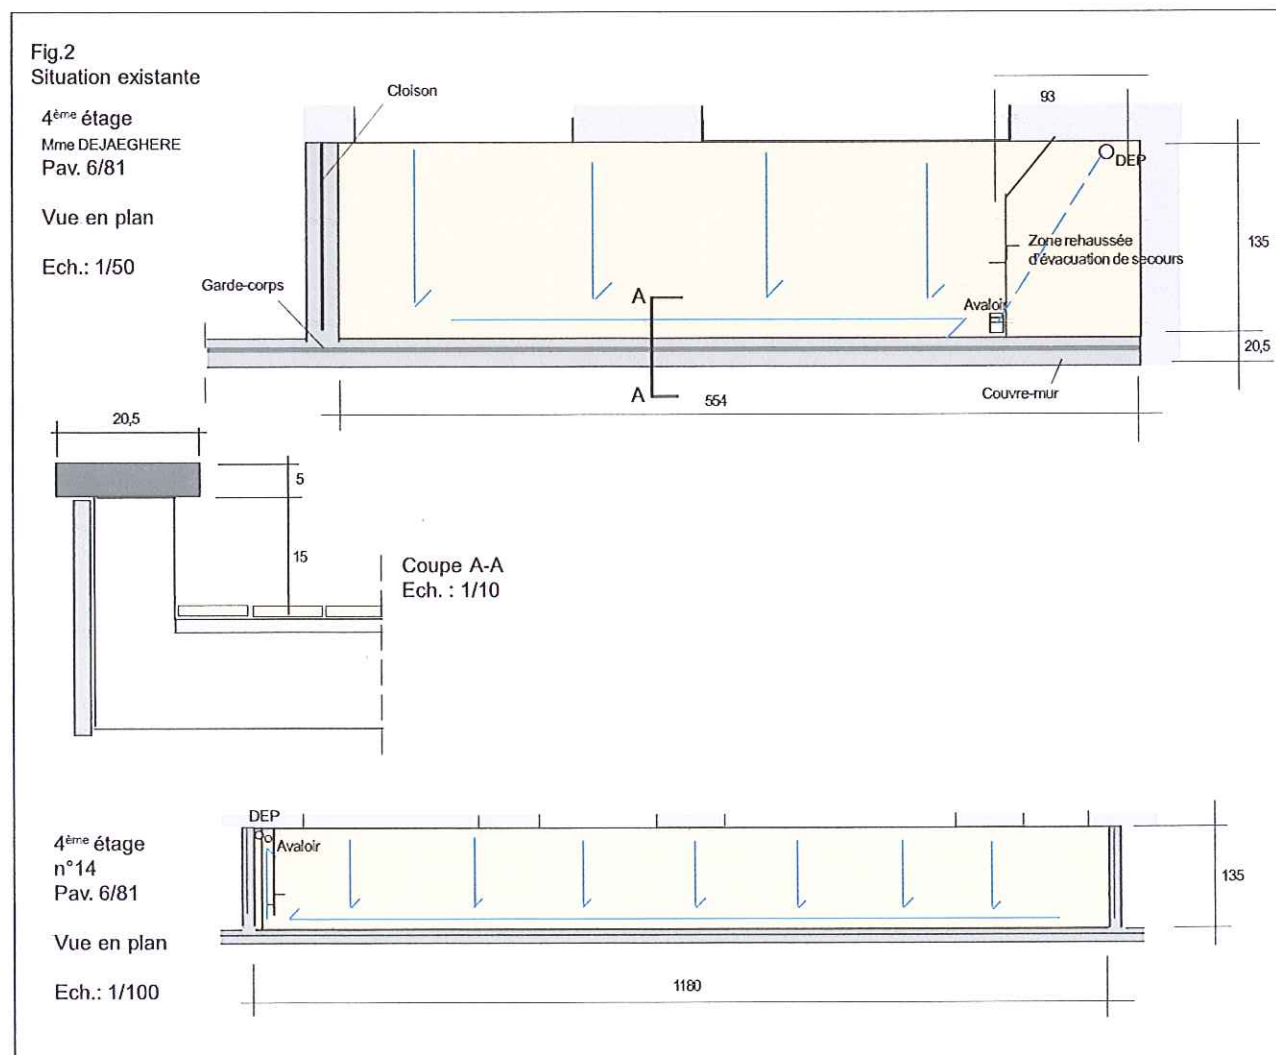 Fig.2
Situation existante
4ème étage
Mme DEJAEGHERE
Pav. 6/81
Vue en plan
Ech.: 1/50
Cloison
Garde-corps
93
DEP
135
Zone rehaussée
d'évacuation de secours
Avaloir
A
A
20,5
Couvre-mur
554
20,5
5
15
Coupe A-A
Ech. : 1/10
4ème étage
n°14
Pav. 6/81
Vue en plan
Ech.: 1/100
DEP
Avaloir
135
1180